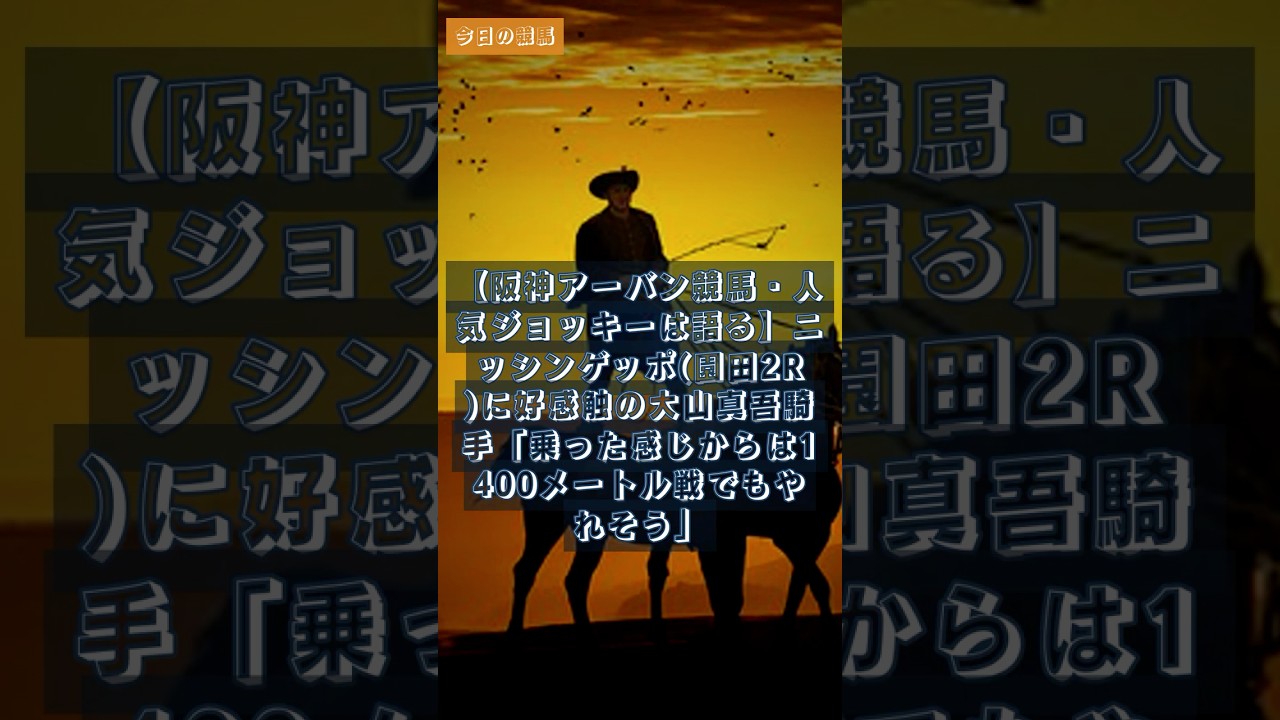 今日の競馬
【阪神アーバン競馬・人
気ジョッキーは語る】ニ
ッシンゲッポ(園田2R
)に好感触の大山真吾騎
手「乗った感じからは1
400メートル戦でもや
れそう」